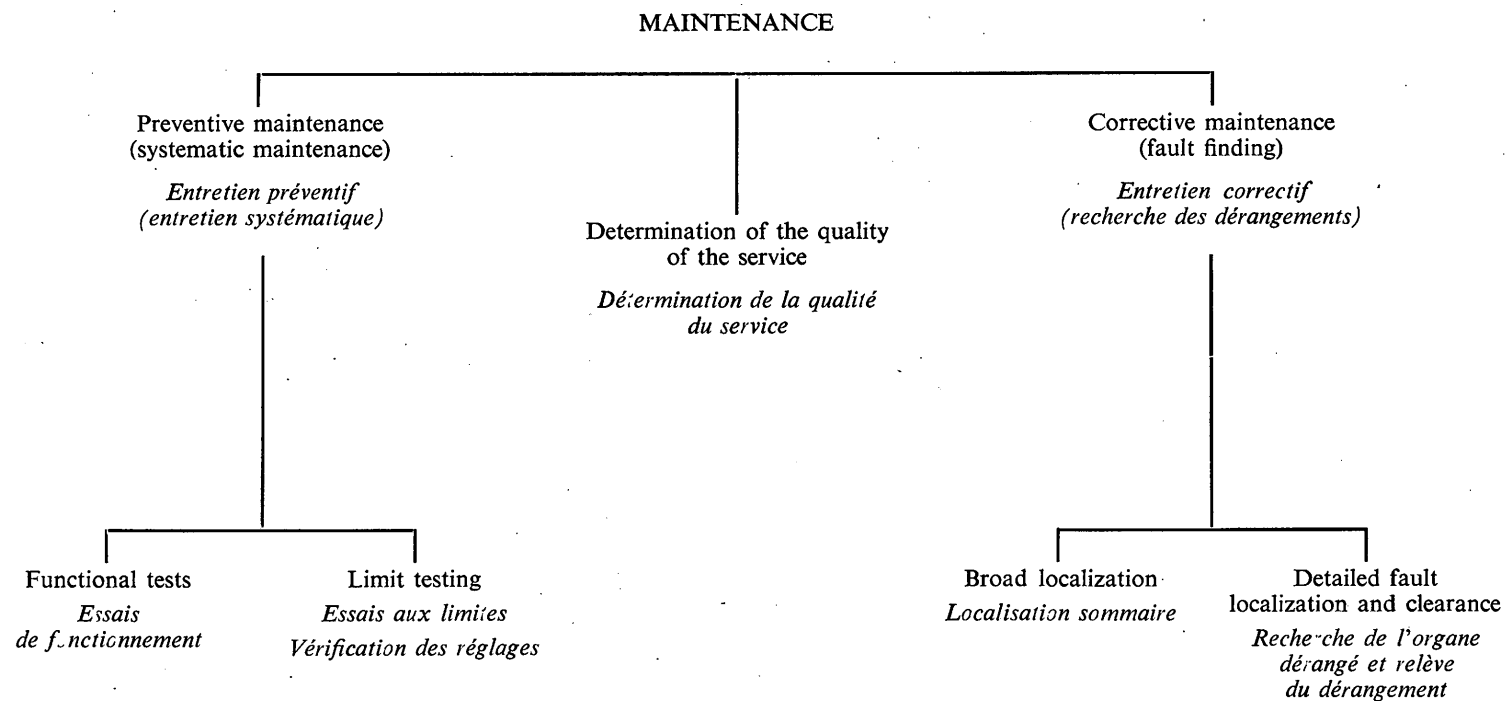 MAINTENANCE
Preventive maintenance
(systematic maintenance)
Entretien préventif
(entretien systématique)
Determination of the quality
of the service
Détermination de la qualité
du service
Corrective maintenance
(fault finding)
Entretien correctif
(recherche des dérangements)
Functional tests
Essais
de fonctionnement
Limit testing
Essais aux limites
Vérification des réglages
Broad localization
Localisation sommaire
Detailed fault
localization and clearance
Recherche de l'organe
dérangé et relève
du dérangement